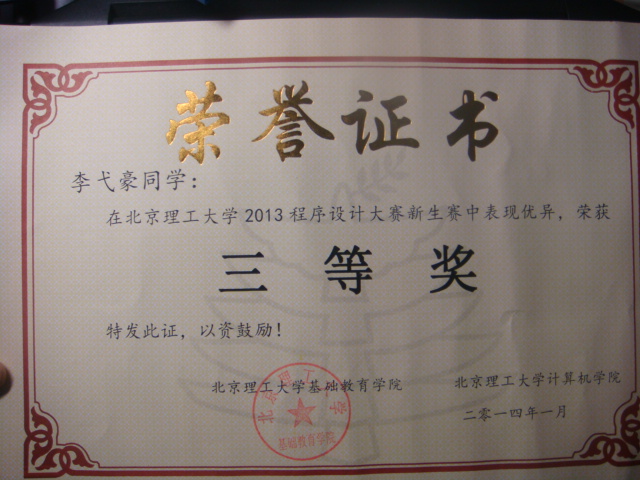 荣誉证书
李弋豪同学：
在北京理工大学2013程序设计大赛新生赛中表现优异，荣获
三等奖
特发此证，以资鼓励！
北京理工大学基础教育学院 北京理工大学计算机学院
北京理工大学
基础教育学院
二零一四年一月